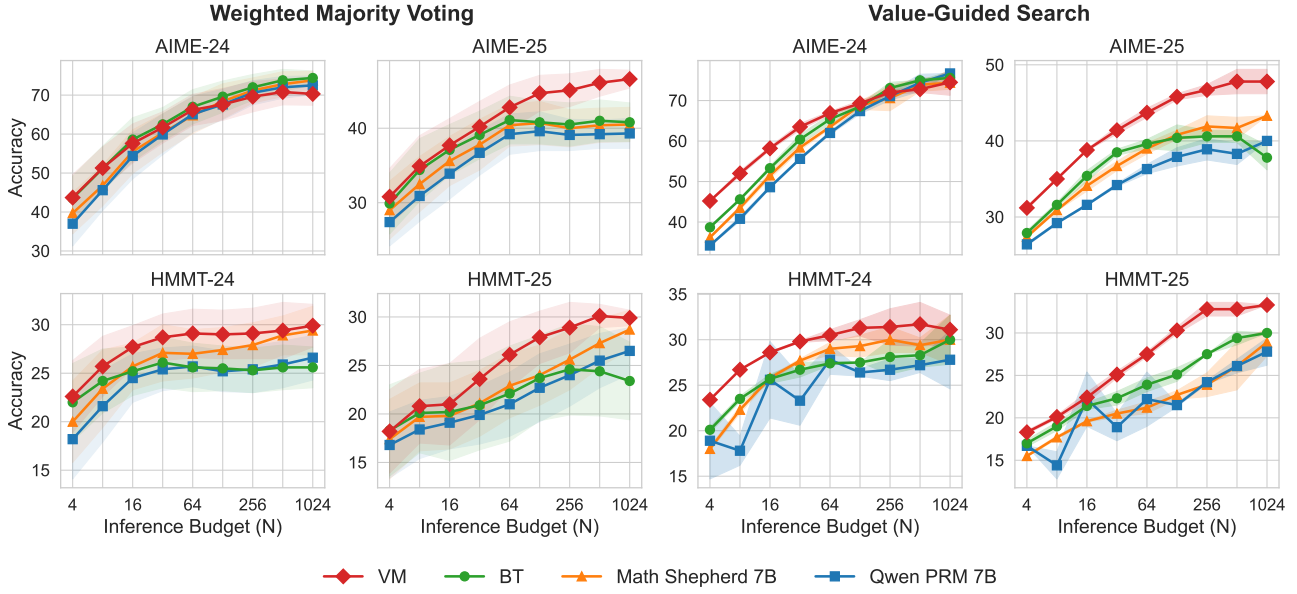 Weighted Majority Voting
Value-Guided Search
AIME-24
AIME-25
AIME-24
AIME-25
Accuracy
70
60
50
40
30
40
30
70
60
50
40
50
40
30
HMMT-24
HMMT-25
HMMT-24
HMMT-25
Accuracy
30
25
20
15
30
25
20
15
35
30
25
20
15
30
25
20
15
4 16 64 256 1024
4 16 64 256 1024
4 16 64 256 1024
4 16 64 256 1024
Inference Budget (N)
Inference Budget (N)
Inference Budget (N)
Inference Budget (N)
VM BT Math Shepherd 7B Qwen PRM 7B